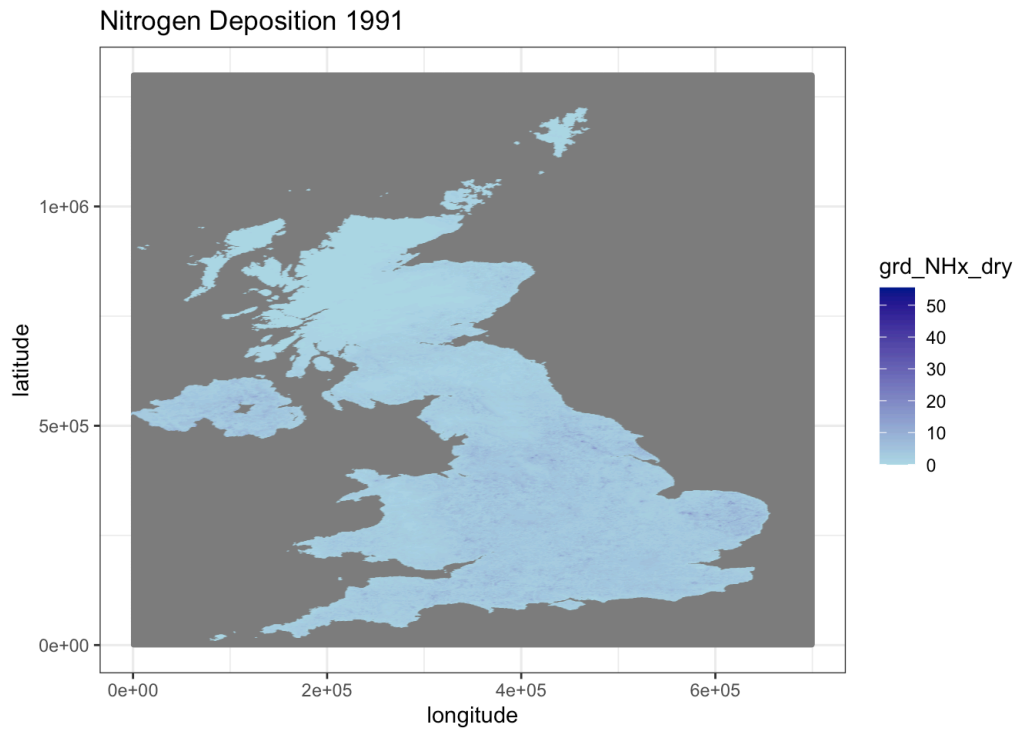 Nitrogen Deposition 1991
latitude
1e+06
5e+05
0e+00
0e+00 2e+05 4e+05 6e+05
longitude
grd_NHx_dry
50
40
30
20
10
0